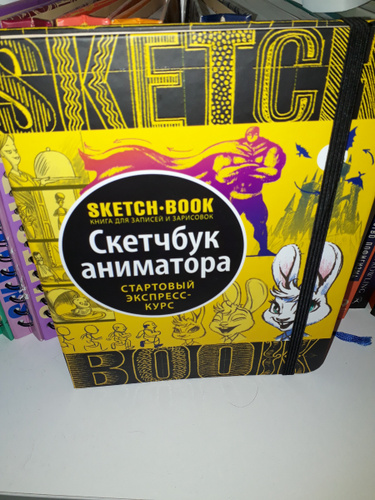 SKETCH
SKETCH·BOOK
КНИГА ДЛЯ ЗАПИСЕЙ И ЗАРИСОВОК
Скетчбук
аниматора
СТАРТОВЫЙ
ЭКСПРЕСС-
КУРС
BOOK